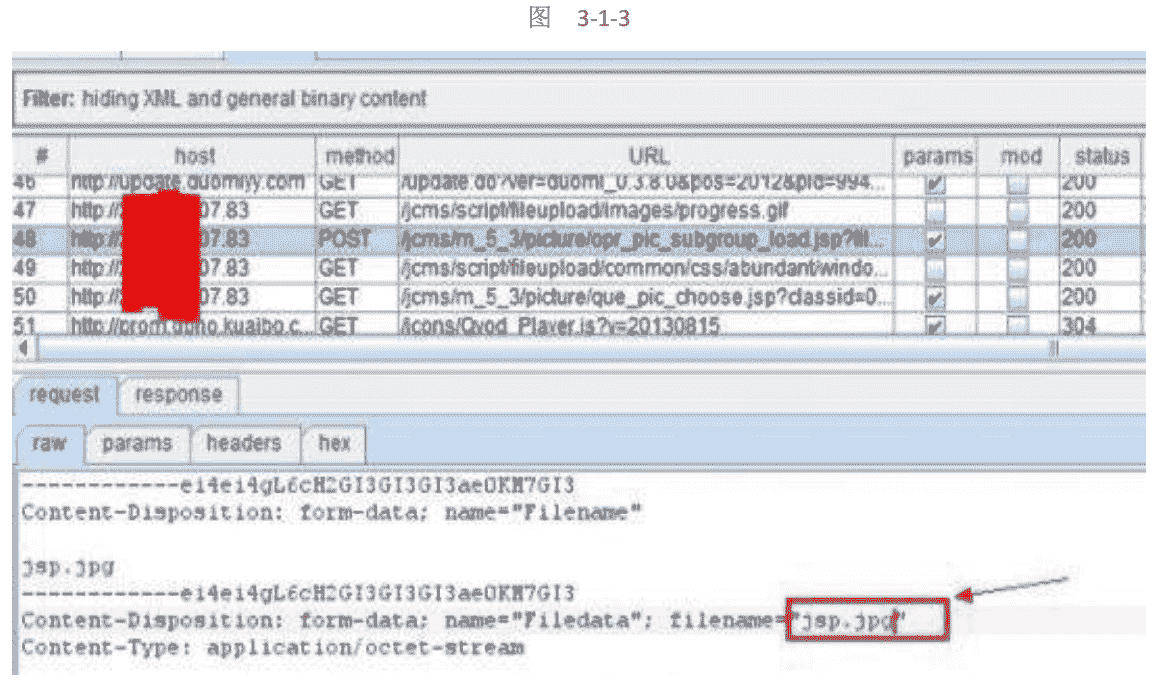 图 3-1-3
Filter: hiding XML and general binary content
# host method URL params mod status
46 http://update.duomiyy.com GET /update.do?ver=duomi_0.3.8.0&pos=2012&pid=994... 200
47 http://2 07.83 GET /jcms/script/fileupload/images/progress.gif 200
48 http:// 07.83 POST /jcms/m_5_3/picture/opr_pic_subgroup_load.jsp?fil... 200
49 http:// 07.83 GET /jcms/script/fileupload/common/css/abundant/windo... 200
50 http://2 07.83 GET /jcms/m_5_3/picture/que_pic_choose.jsp?classid=0... 200
51 GET /icons/Qvod_Player.js?v=20130815 304
request response
raw params headers hex
------------ei4ei4gL6cH2GI3GI3GI3ae0KM7GI3
Content-Disposition: form-data; name="Filename"
jsp.jpg
------------ei4ei4gL6cH2GI3GI3GI3ae0KM7GI3
Content-Disposition: form-data; name="Filedata"; filename="jsp.jpg"
Content-Type: application/octet-stream